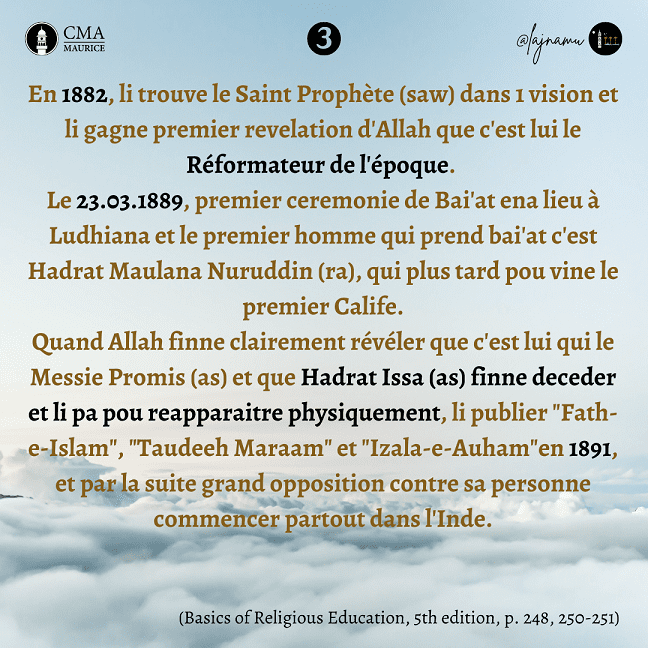 CMA
MAURICE
3
@lajnamu
En 1882, li trouve le Saint Prophète (saw) dans 1 vision et
li gagne premier revelation d'Allah que c'est lui le
Réformateur de l'époque.
Le 23.03.1889, premier ceremonie de Bai'at ena lieu à
Ludhiana et le premier homme qui prend bai'at c'est
Hadrat Maulana Nuruddin (ra), qui plus tard pou vine le
premier Calife.
Quand Allah finne clairement révéler que c'est lui qui le
Messie Promis (as) et que Hadrat Issa (as) finne deceder
et li pa pou reapparaitre physiquement, li publier "Fath-
e-Islam", "Taudeeh Maraam" et "Izala-e-Auham"en 1891,
et par la suite grand opposition contre sa personne
commencer partout dans l'Inde.
(Basics of Religious Education, 5th edition, p. 248, 250-251)